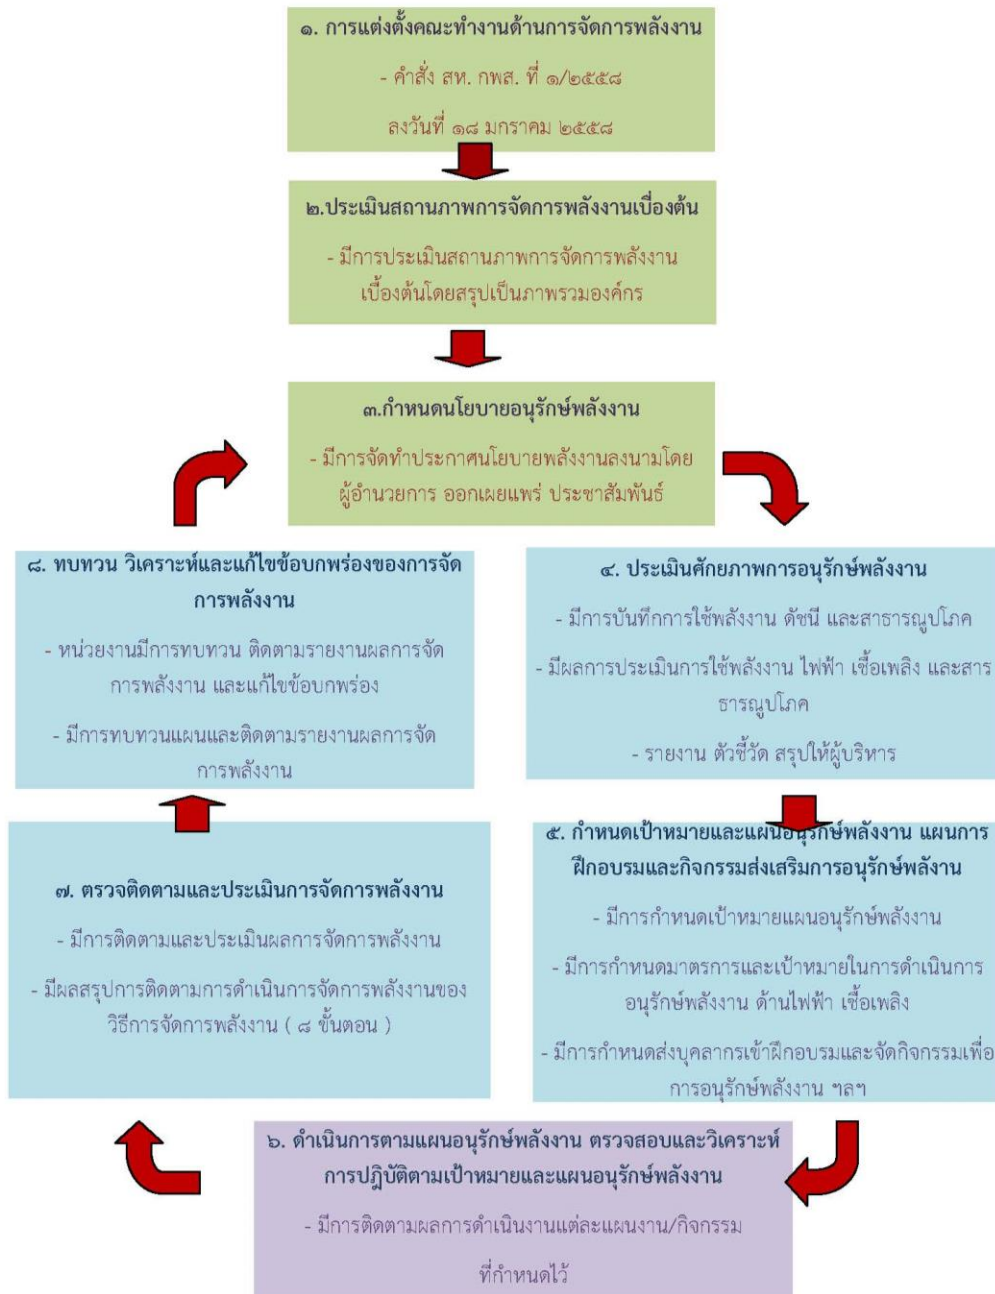 ๑. การแต่งตั้งคณะทำงานด้านการจัดการพลังงาน
- คำสั่ง สห. กพส. ที่ ๑/๒๕๕๘
ลงวันที่ ๑๘ มกราคม ๒๕๕๘
๒.ประเมินสถานภาพการจัดการพลังงานเบื่องต้น
- มีการประเมินสถานภาพการจัดการพลังงาน
เบื้องต้นโดยสรุปเป็นภาพรวมองค์กร
๓.กำหนดนโยบายอนุรักษ์พลังงาน
- มีการจัดทำประกาศนโยบายพลังงานลงนามโดย
ผู้อำนวยการ ออกเผยแพร่ ประชาสัมพันธ์
๔. ประเมินศักยภาพการอนุรักษ์พลังงาน
- มีการบันทึกการใช้พลังงาน ดัชนี และสาธารณูปโภค
- มีผลการประเมินการใช้พลังงาน ไฟฟ้า เชื้อเพลิง และสาร
ธารณูปโภค
- รายงาน ตัวชี้วัด สรุปให้ผู้บริหาร
๕. กำหนดเป้าหมายและแผนอนุรักษ์พลังงาน แผนการ
ฝึกอบรมและกิจกรรมส่งเสริมการอนุรักษ์พลังงาน
- มีการกำหนดเป้าหมายแผนอนุรักษ์พลังงาน
- มีการกำหนดมาตรการและเป้าหมายในการดำเนินการ
อนุรักษ์พลังงาน ด้านไฟฟ้า เชื้อเพลิง
- มีการกำหนดส่งบุคลากรเข้าฝึกอบรมและจัดกิจกรรมเพื่อ
การอนุรักษ์พลังงาน ฯลฯ
๖. ดำเนินการตามแผนอนุรักษ์พลังงาน ตรวจสอบและวิเคราะห์
การปฎิบัติตามเป้าหมายและแผนอนุรักษ์พลังงาน
- มีการติดตามผลการดำเนินงานแต่ละแผนงาน/กิจกรรม
ที่กำหนดไว้
๗. ตรวจติดตามและประเมินการจัดการพลังงาน
- มีการติดตามและประเมินผลการจัดการพลังงาน
- มีผลสรุปการติดตามการดำเนินการจัดการพลังงานของ
วิธีการจัดการพลังงาน ( ๘ ขั้นตอน )
๘. ทบทวน วิเคราะห์และแก้ไขข้อบกพร่องของการจัด
การพลังงาน
- หน่วยงานมีการทบทวน ติดตามรายงานผลการจัด
การพลังงาน และแก้ไขข้อบกพร่อง
- มีการทบทวนแผนและติดตามรายงานผลการจัด
การพลังงาน